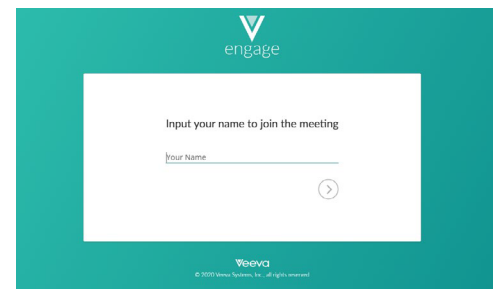 engage
Input your name to join the meeting
Your Name
Veeva
© 2020 Veeva Systems, Inc., all rights reserved